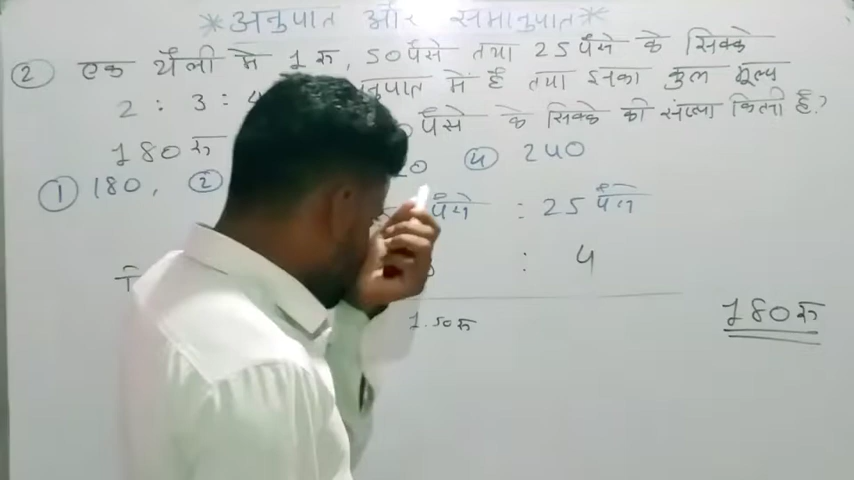 *अनुपात और समानुपात*
② एक थैली में 1 रु, 50 पैसे तथा 25 पैसे के सिक्के
2 : 3 : 4 अनुपात में है तथा इनका कुल मूल्य
180 रु पैसे के सिक्के की संख्या कितनी है?
① 180, ② 20 ④ 240
पैसे : 25 पैसे
: 4
1.50 रु 180 रु